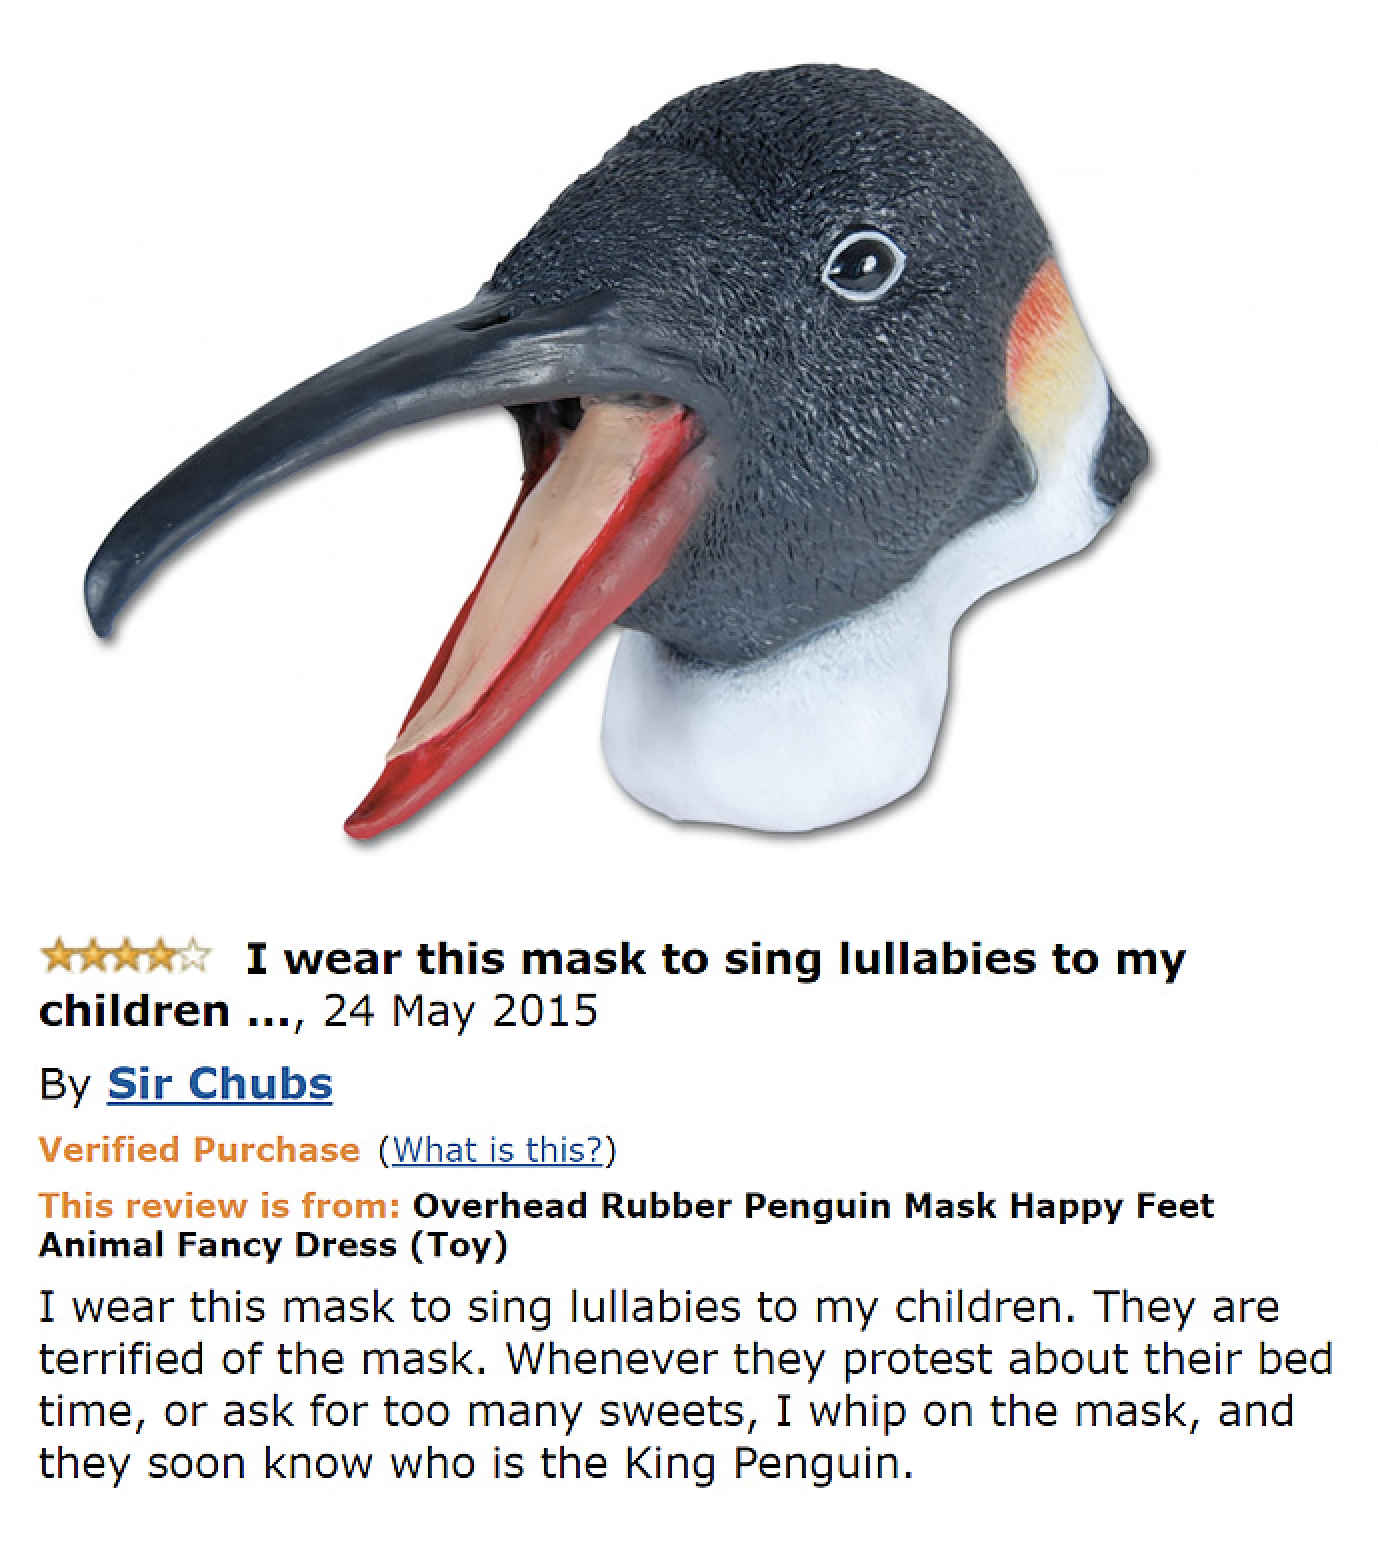 I wear this mask to sing lullabies to my
children ..., 24 May 2015
By Sir Chubs
Verified Purchase (What is this?)
This review is from: Overhead Rubber Penguin Mask Happy Feet
Animal Fancy Dress (Toy)
I wear this mask to sing lullabies to my children. They are
terrified of the mask. Whenever they protest about their bed
time, or ask for too many sweets, I whip on the mask, and
they soon know who is the King Penguin.